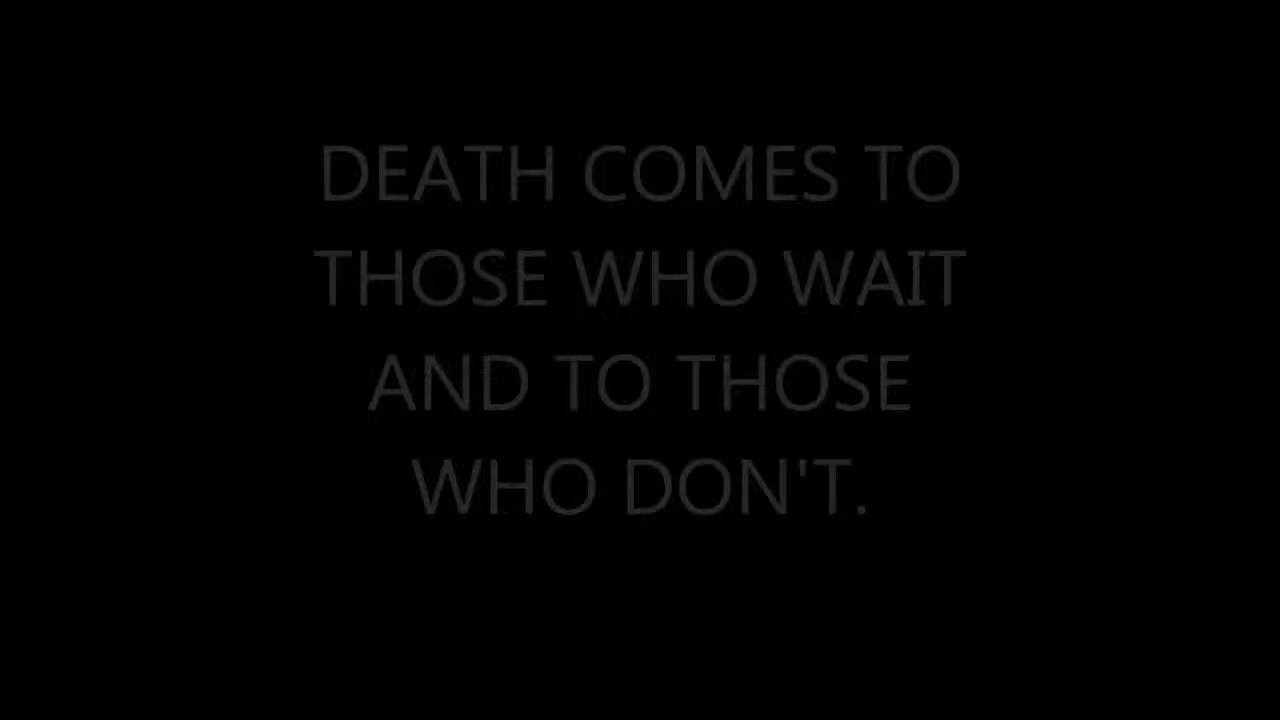 DEATH COMES TO
THOSE WHO WAIT
AND TO THOSE
WHO DON'T.